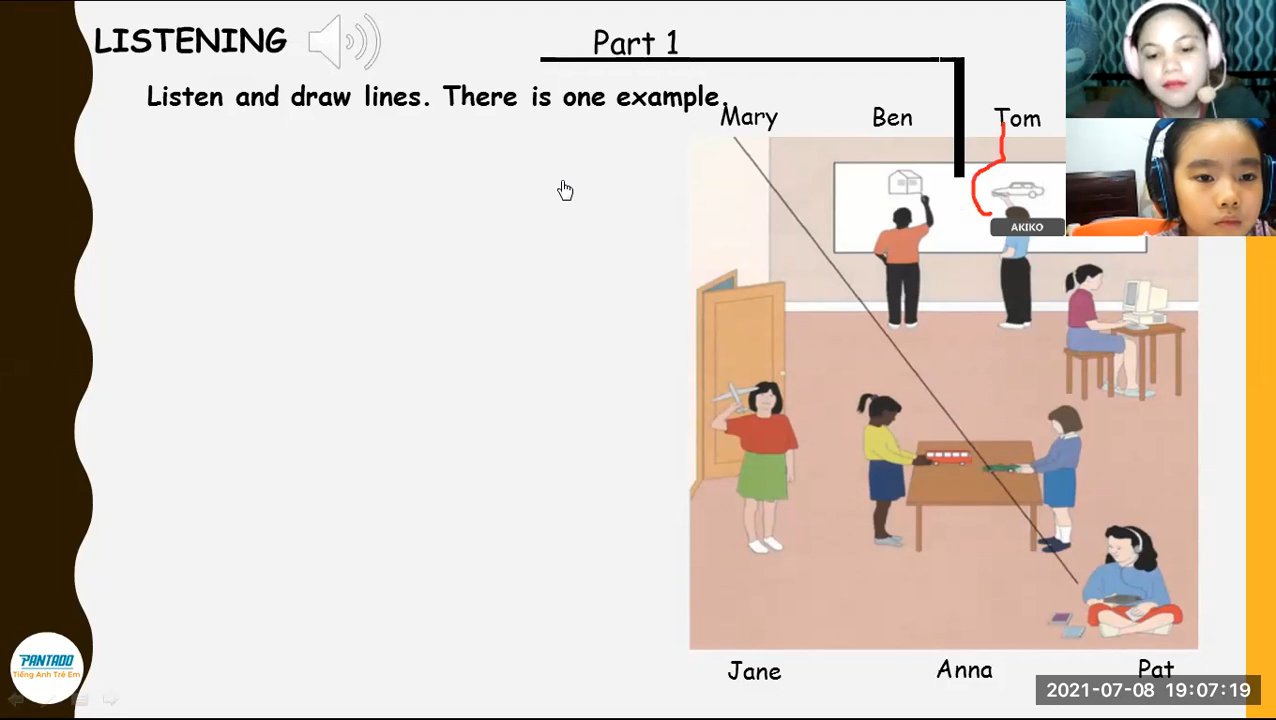 LISTENING
Part 1
Listen and draw lines. There is one example.
Mary Ben Tom
AKIKO
Jane Anna Pat
PANTADO
Tiếng Anh Trẻ Em
2021-07-08 19:07:19